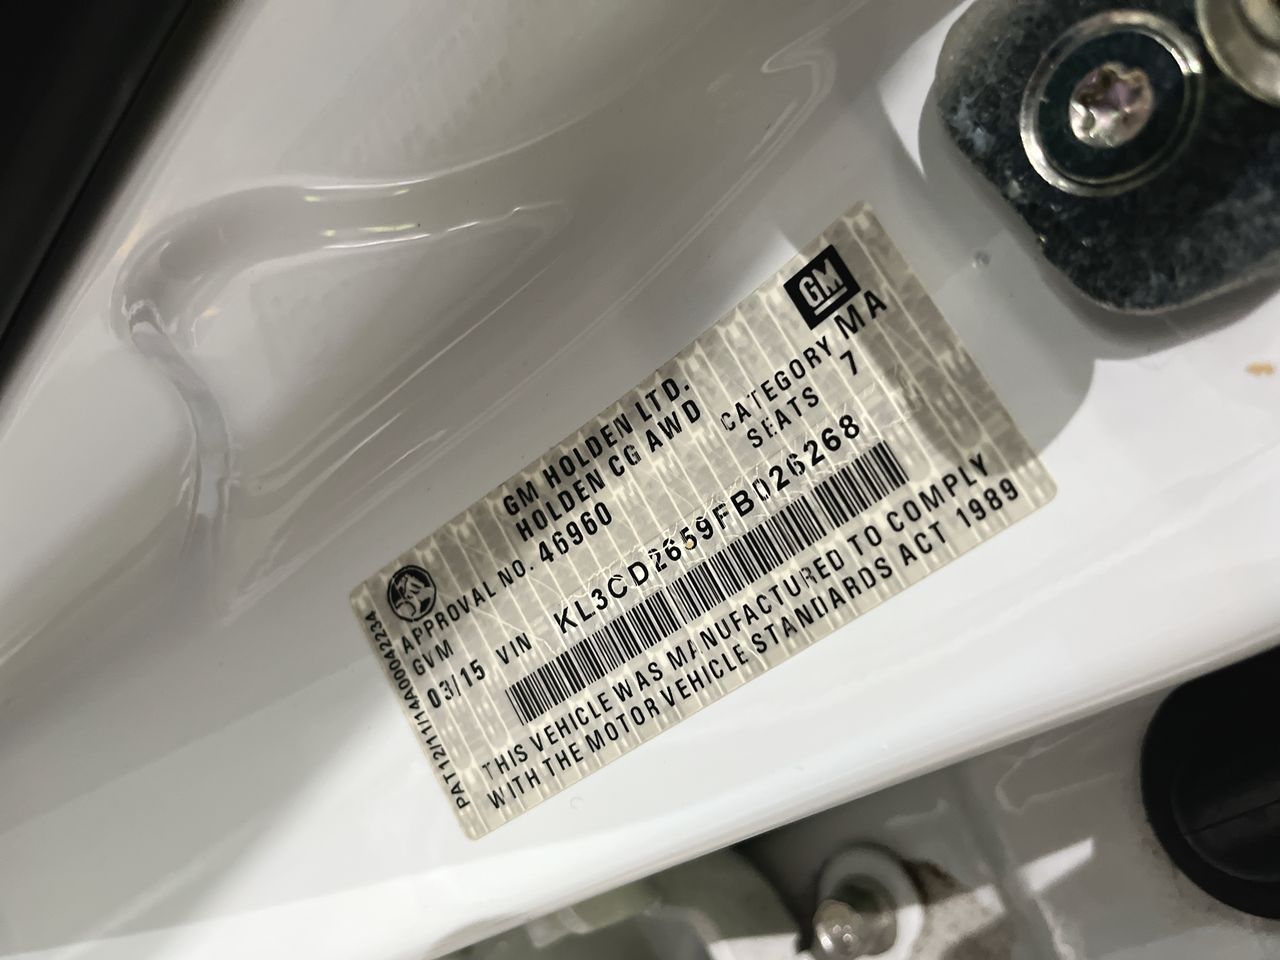 GM
GM HOLDEN LTD.
HOLDEN CG AWD
CATEGORY MA
SEATS 7
APPROVAL NO. 46960
GVM
03/15 VIN KL3CD2659FB026268
THIS VEHICLE WAS MANUFACTURED TO COMPLY
WITH THE MOTOR VEHICLE STANDARDS ACT 1989
PAT12/11/14A00042234